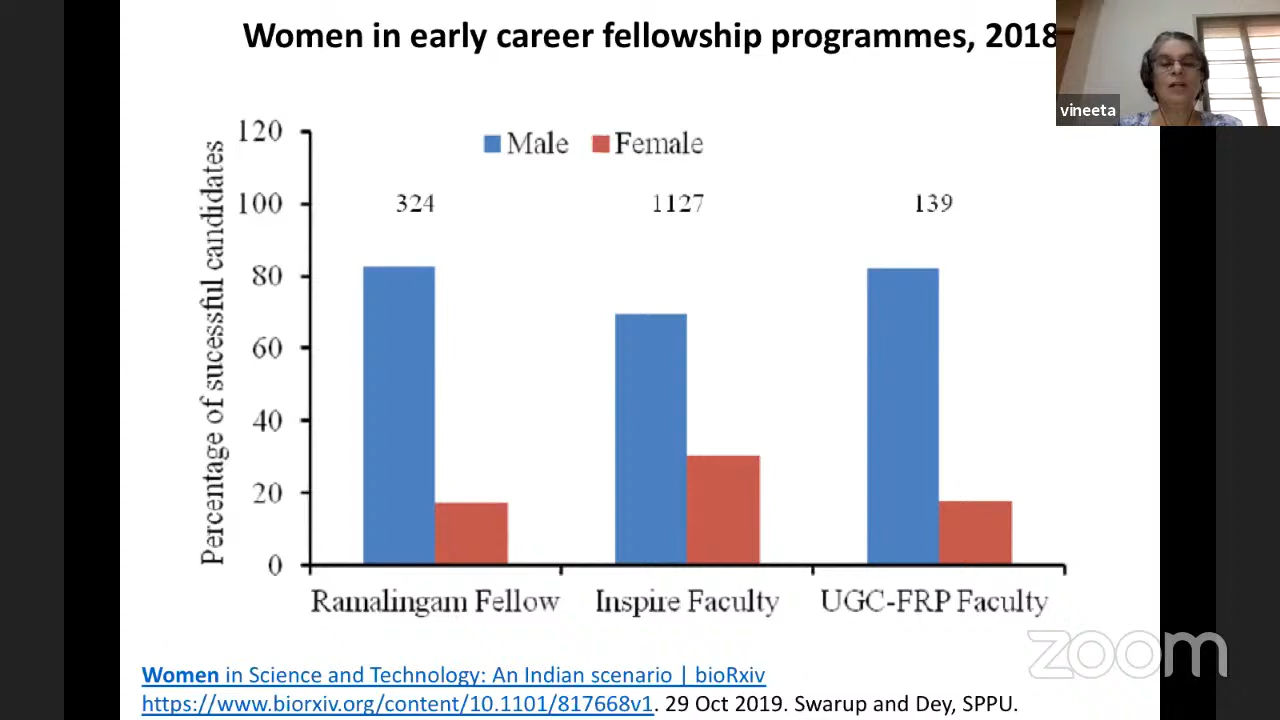 Women in early career fellowship programmes, 2018
vineeta
Percentage of sucessful candidates
120
100
80
60
40
20
0
Male Female
324 1127 139
Ramalingam Fellow Inspire Faculty UGC-FRP Faculty
zoom
Women in Science and Technology: An Indian scenario | bioRxiv
https://www.biorxiv.org/content/10.1101/817668v1. 29 Oct 2019. Swarup and Dey, SPPU.